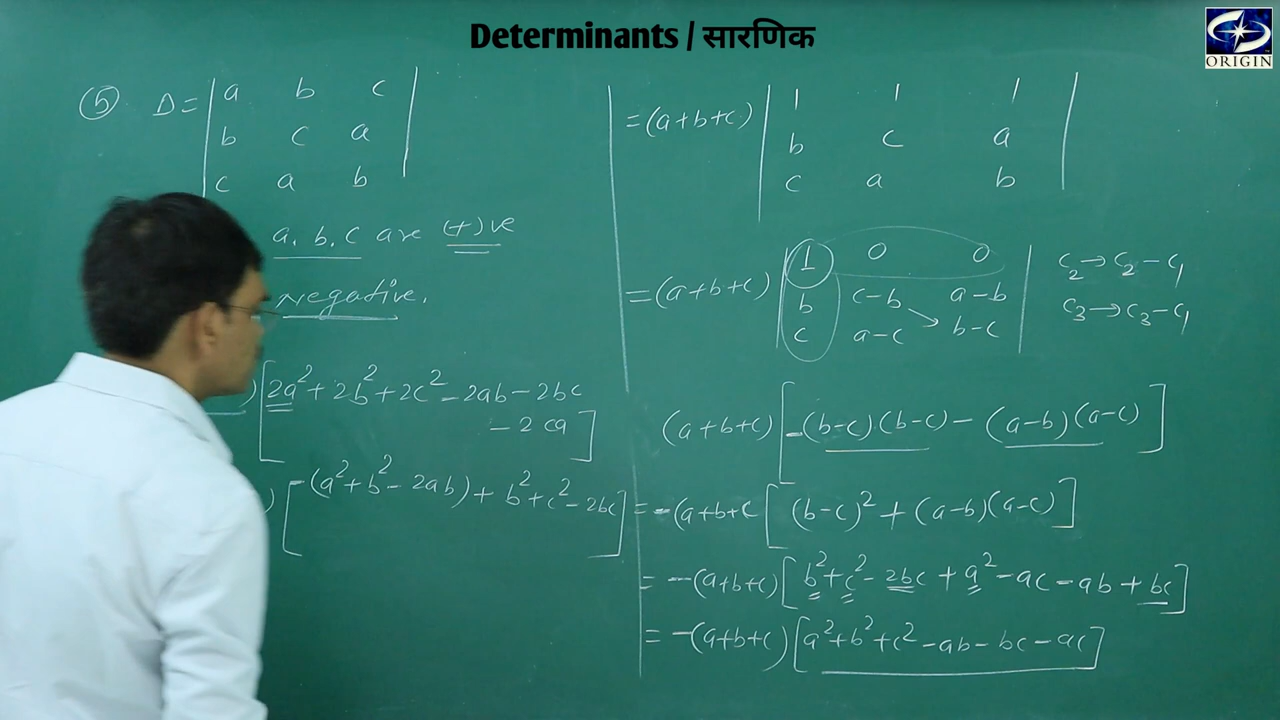 Determinants / सारणिक
ORIGIN
⑤ Δ = | a b c |
| b c a |
| c a b |
a, b, c are (+)ve
Negative.
)[2a² + 2b² + 2c² - 2ab - 2bc
- 2ca]
)[-(a² + b² - 2ab) + b² + c² - 2bc]
= (a+b+c) | 1 1 1 |
| b c a |
| c a b |
= (a+b+c) | 1 0 0 | C₂→C₂-C₁
| b c-b a-b | C₃→C₃-C₁
| c a-c b-c |
(a+b+c)[-(b-c)(b-c) - (a-b)(a-c)]
= -(a+b+c[(b-c)² + (a-b)(a-c)]
= -(a+b+c)[b² + c² - 2bc + a² - ac - ab + bc]
= -(a+b+c)[a² + b² + c² - ab - bc - ac]